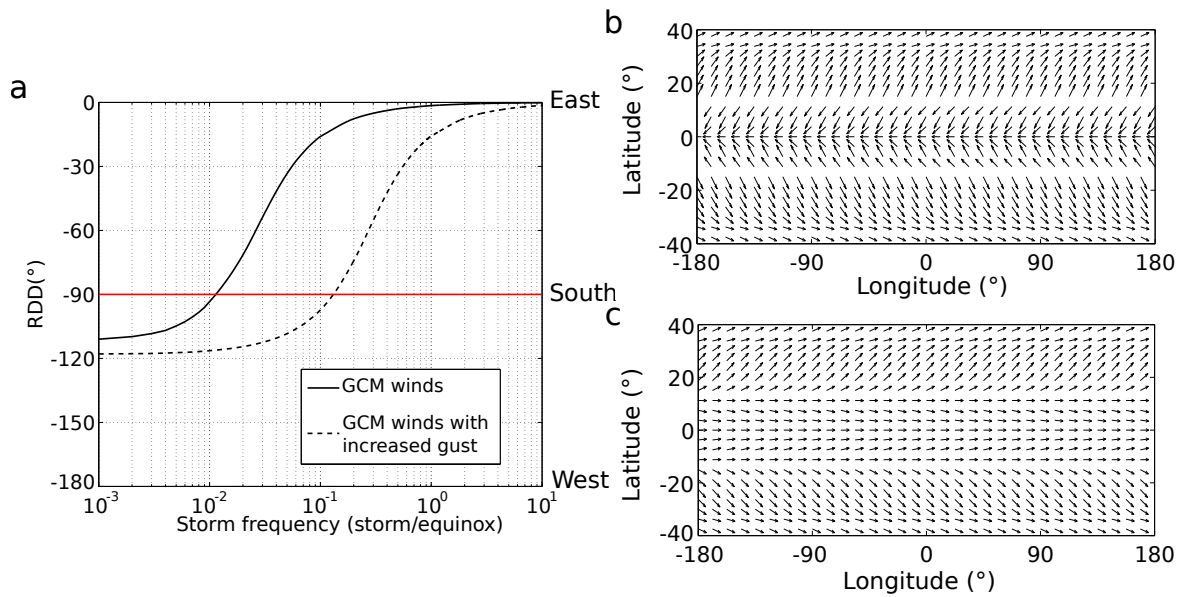 a
RDD(°)
0
-30
-60
-90
-120
-150
-180
East
South
West
GCM winds
GCM winds with
increased gust
10^-3
10^-2
10^-1
10^0
10^1
Storm frequency (storm/equinox)
b
Latitude (°)
40
20
0
-20
-40
-180
-90
0
90
180
Longitude (°)
c
Latitude (°)
40
20
0
-20
-40
-180
-90
0
90
180
Longitude (°)